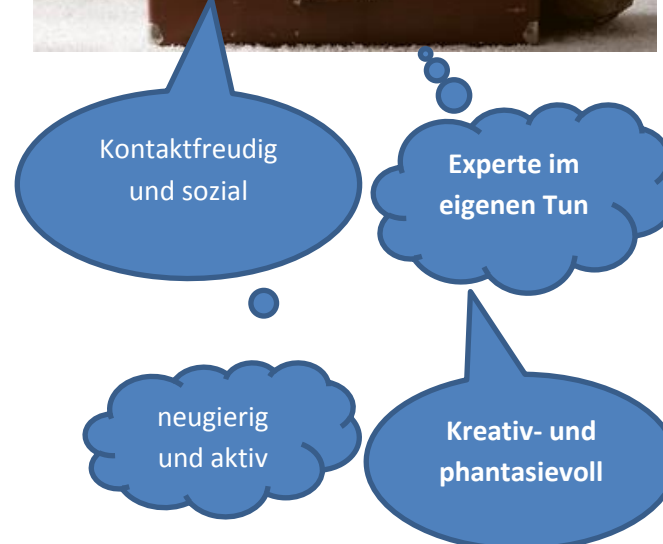 Kontaktfreudig
und sozial
Experte im
eigenen Tun
neugierig
und aktiv
Kreativ- und
phantasievoll